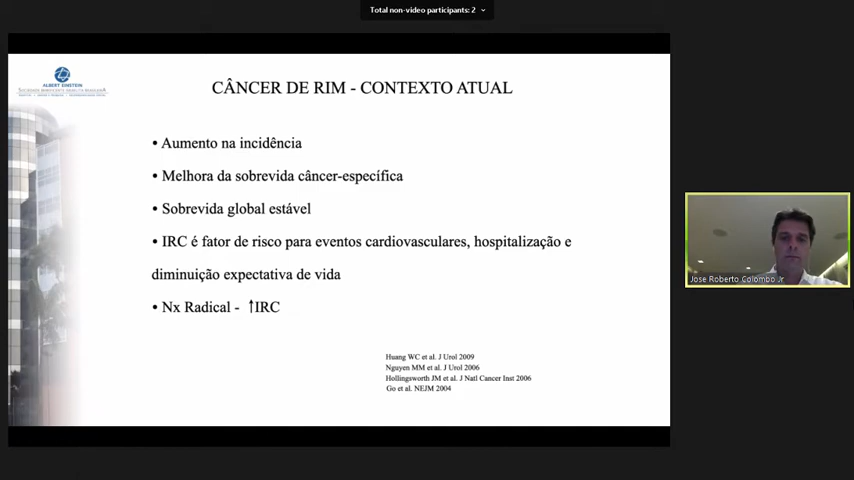 Total non-video participants: 2
ALBERT EINSTEIN
CÂNCER DE RIM - CONTEXTO ATUAL
• Aumento na incidência
• Melhora da sobrevida câncer-específica
• Sobrevida global estável
• IRC é fator de risco para eventos cardiovasculares, hospitalização e
diminuição expectativa de vida
• Nx Radical - ↑IRC
Huang WC et al. J Urol 2009
Nguyen MM et al. J Urol 2006
Hollingsworth JM et al. J Natl Cancer Inst 2006
Go et al. NEJM 2004
Jose Roberto Colombo Jr